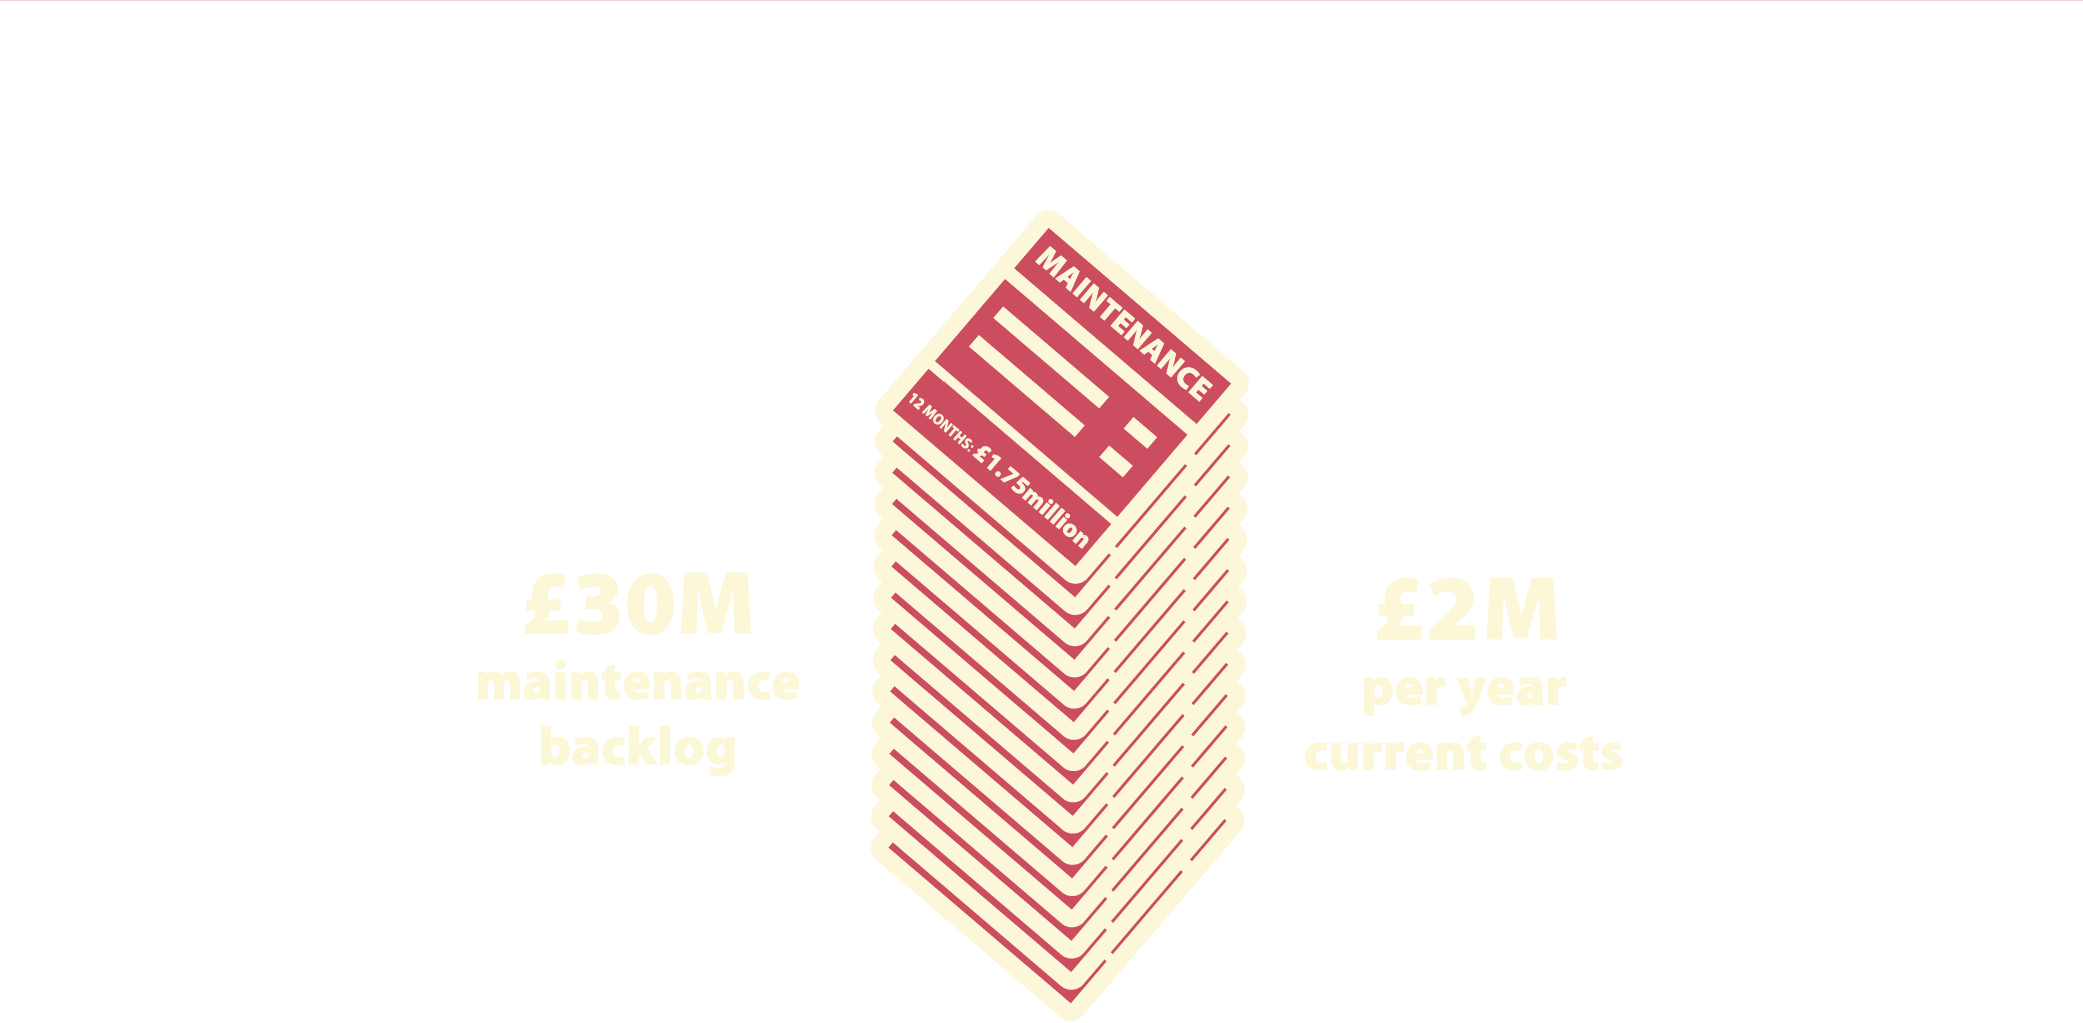 MAINTENANCE
12 MONTHS: £1.75million
£30M
maintenance
backlog
£2M
per year
current costs